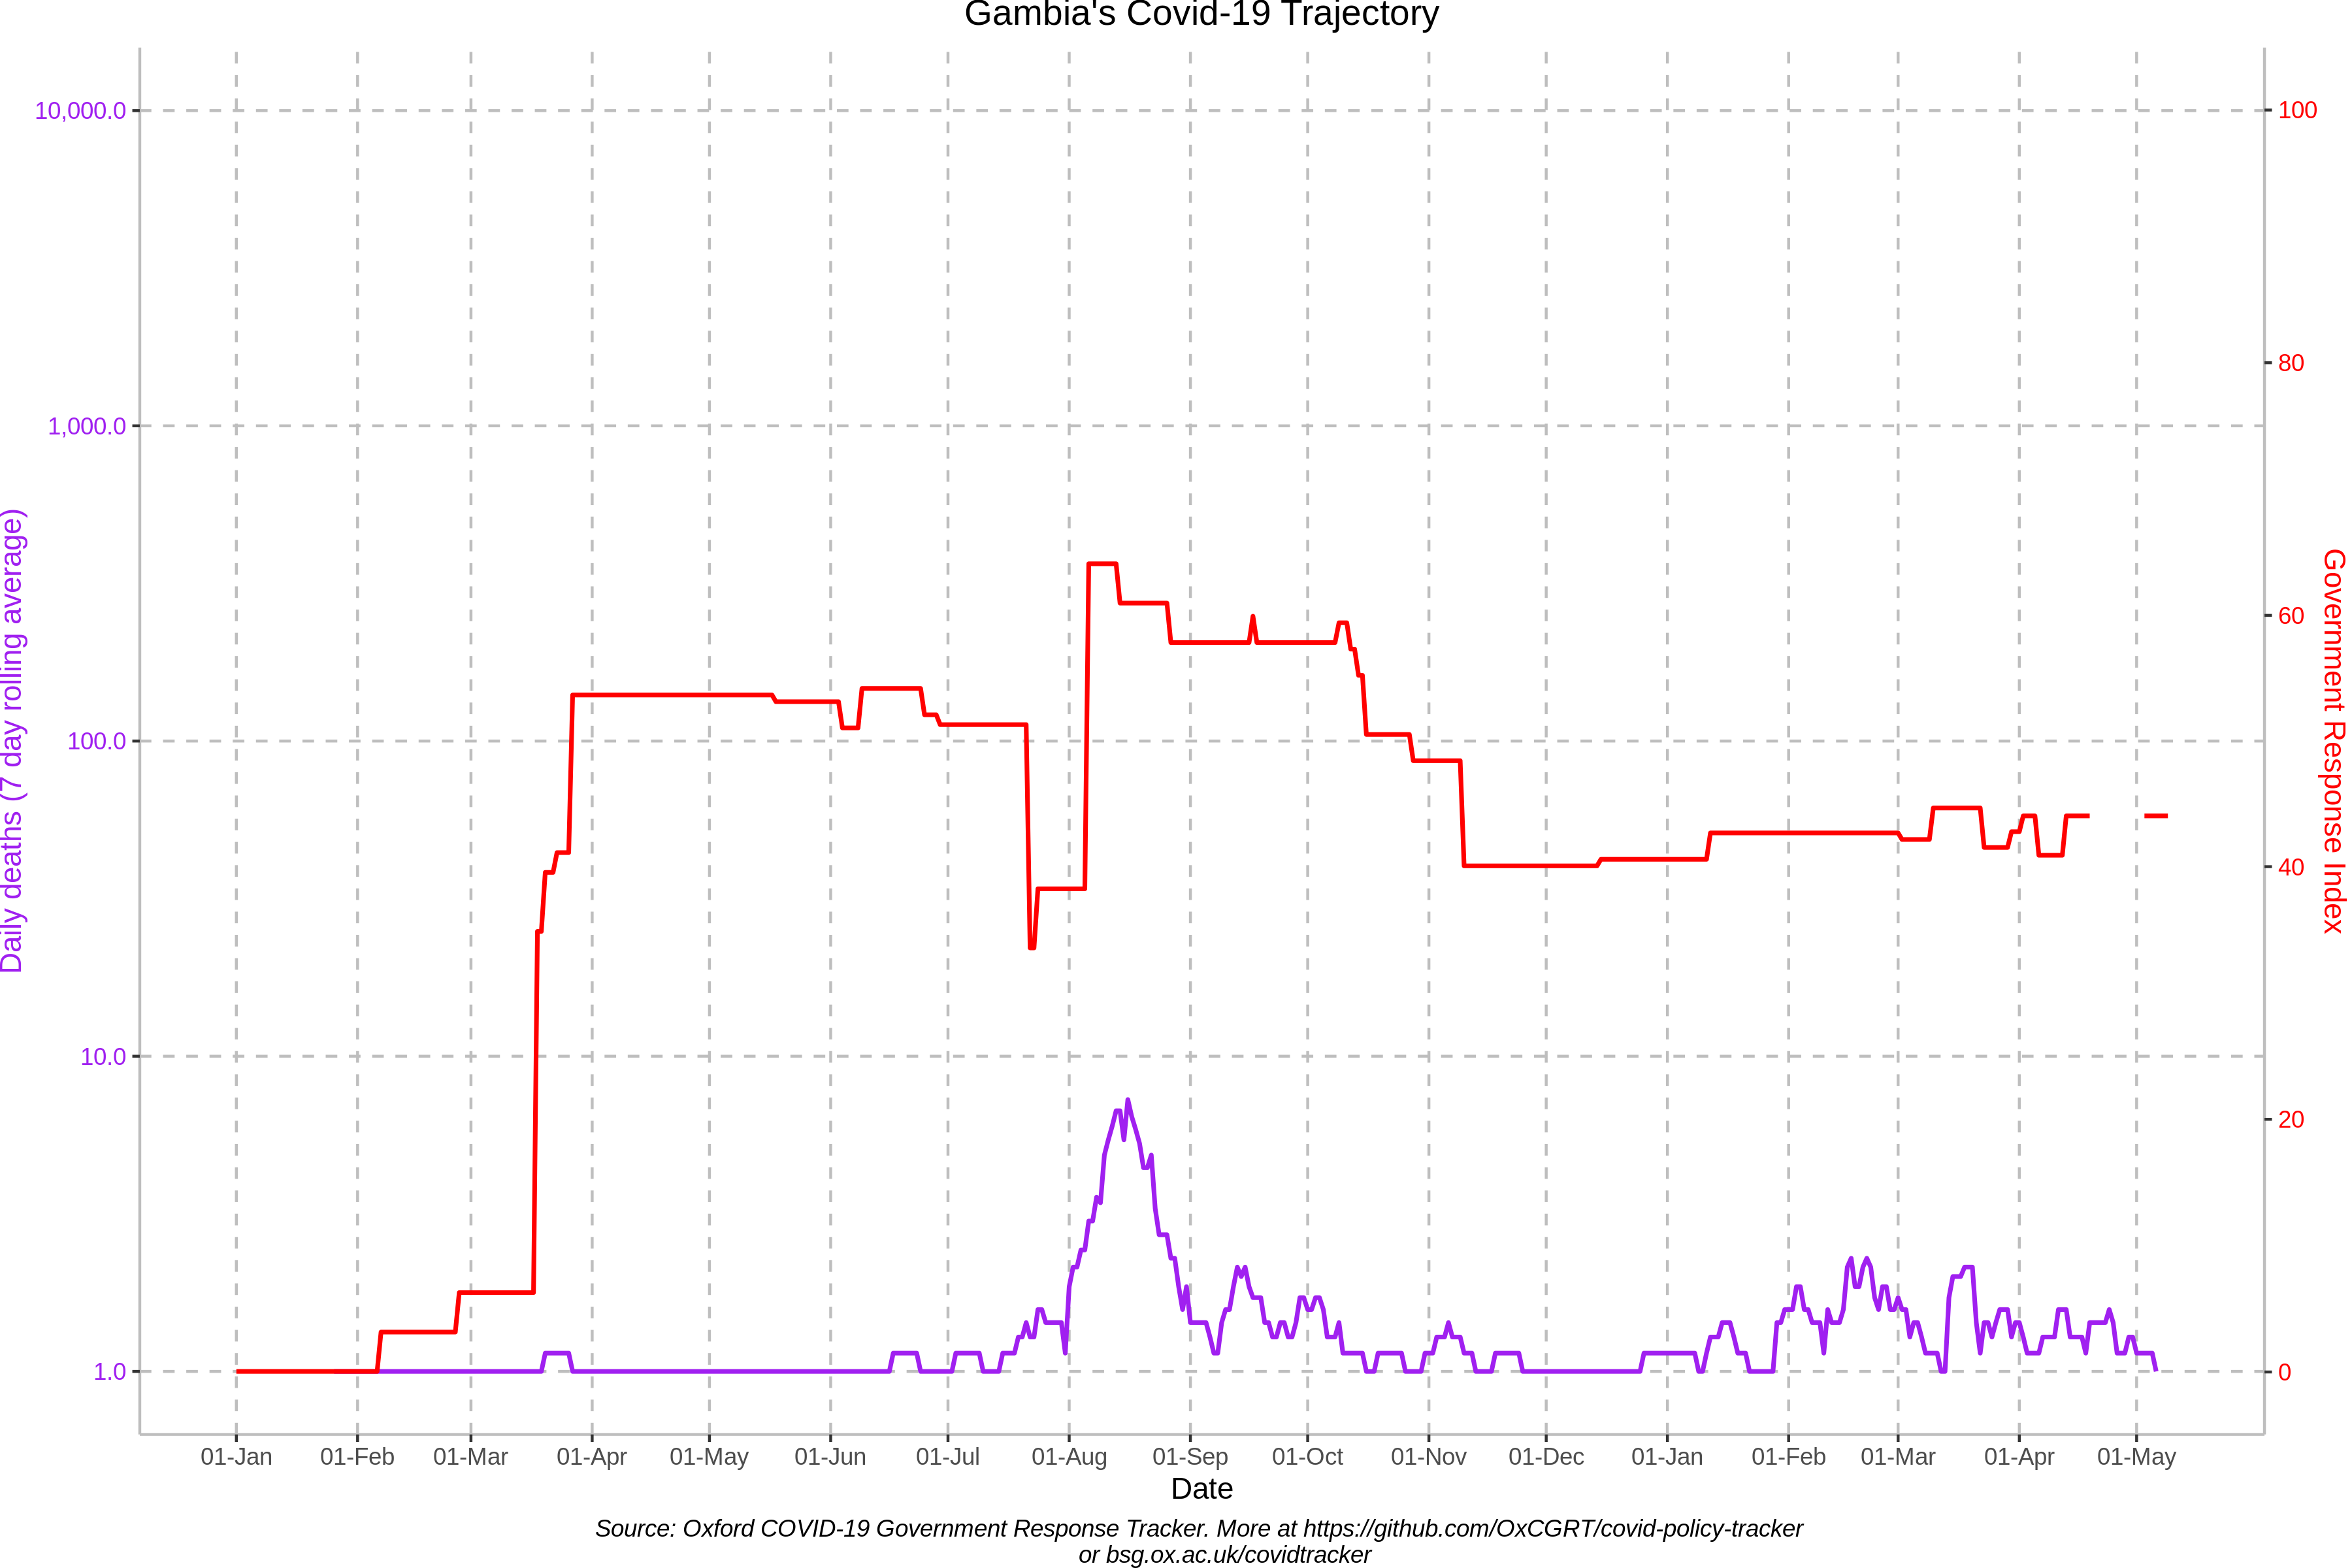 Gambia's Covid-19 Trajectory
10,000.0
1,000.0
100.0
10.0
1.0
Daily deaths (7 day rolling average)
100
80
60
40
20
0
Government Response Index
01-Jan 01-Feb 01-Mar 01-Apr 01-May 01-Jun 01-Jul 01-Aug 01-Sep 01-Oct 01-Nov 01-Dec 01-Jan 01-Feb 01-Mar 01-Apr 01-May
Date
Source: Oxford COVID-19 Government Response Tracker. More at https://github.com/OxCGRT/covid-policy-tracker
or bsg.ox.ac.uk/covidtracker